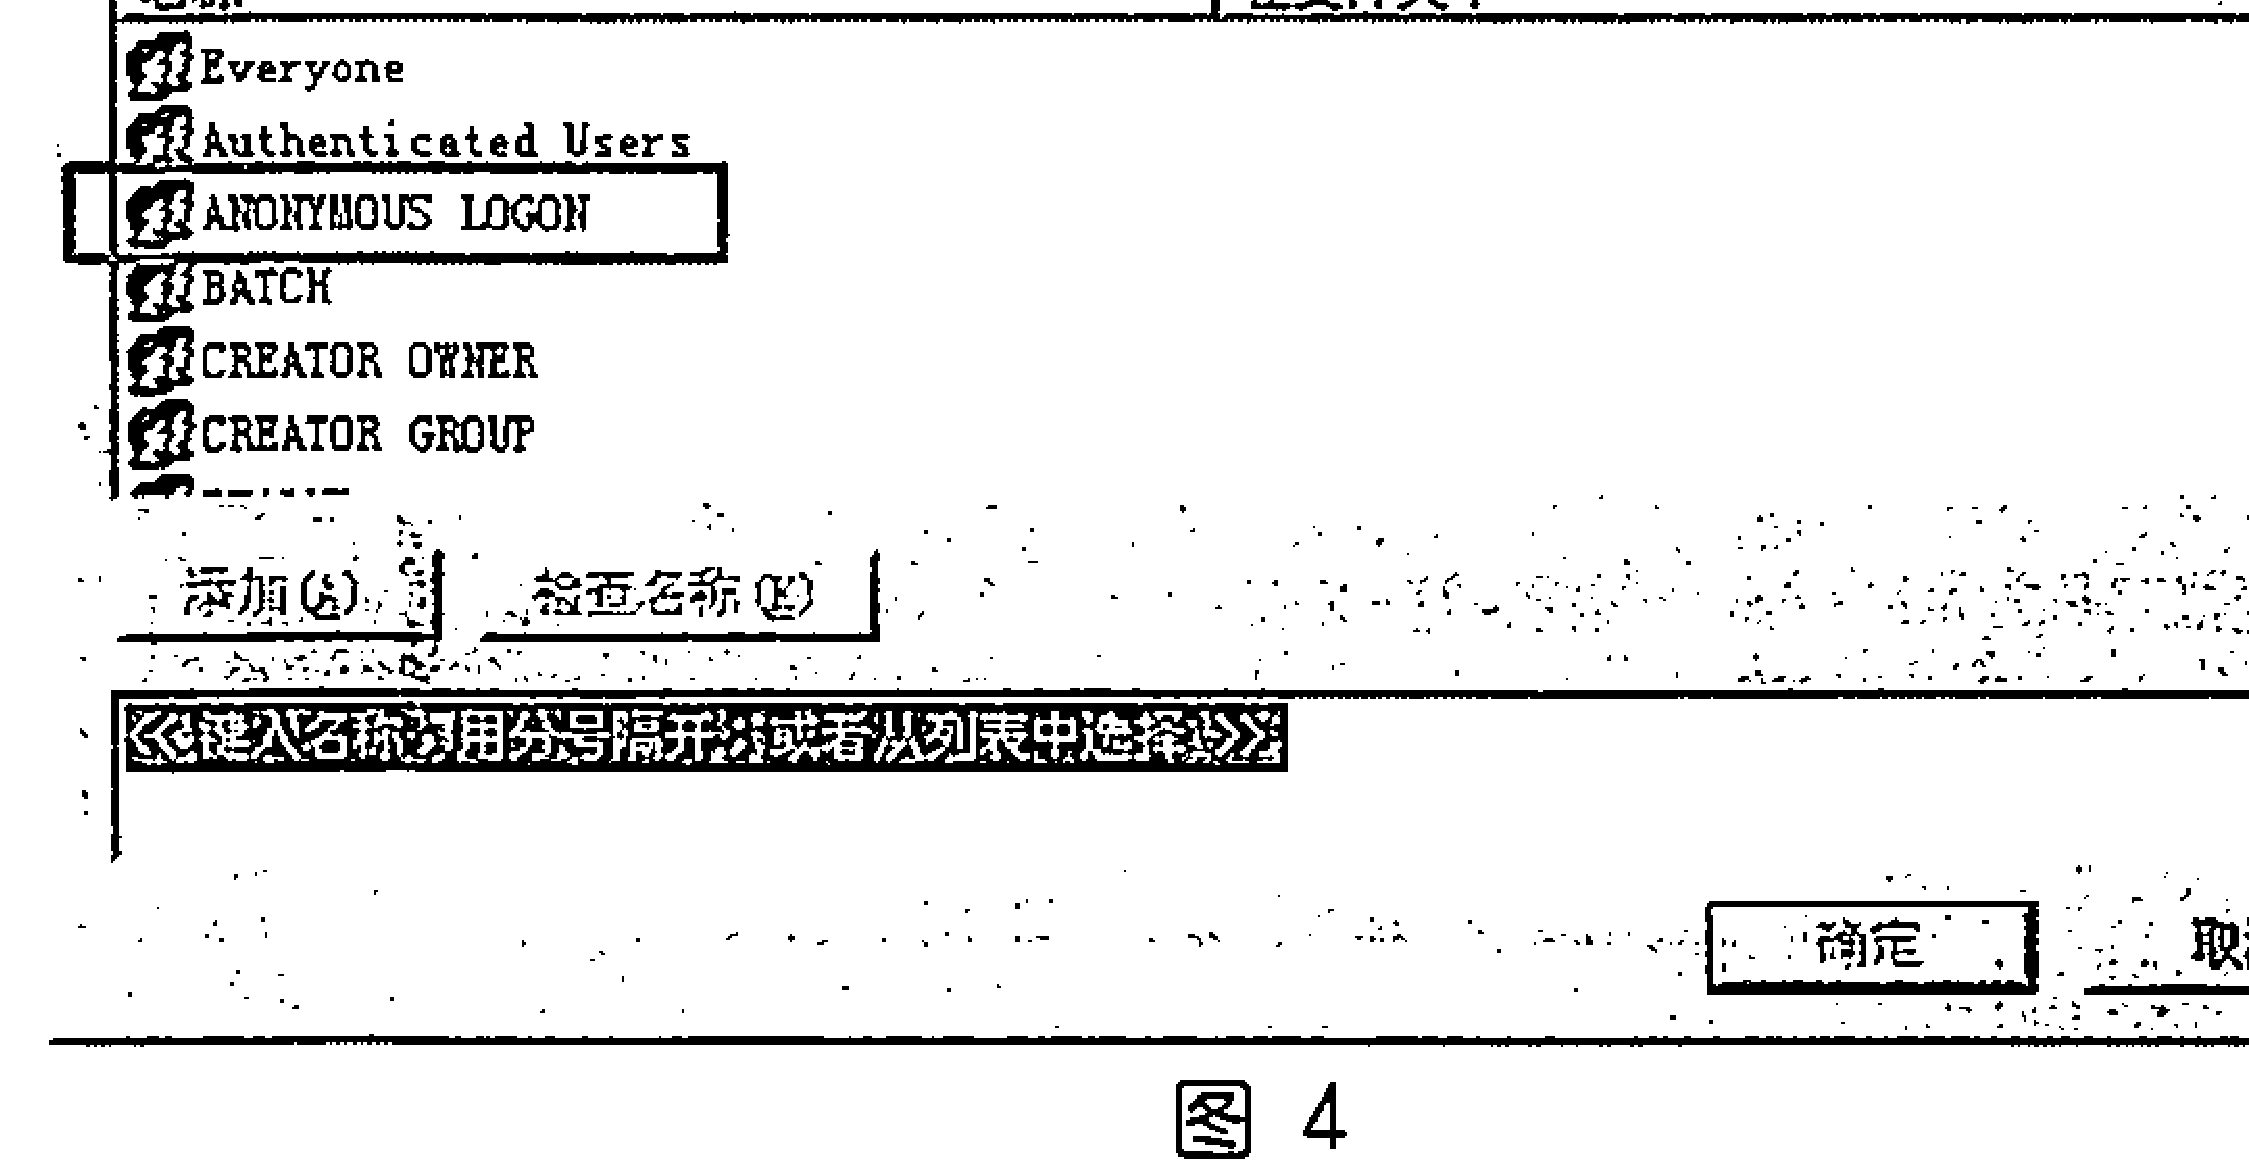 Everyone
Authenticated Users
ANONYMOUS LOGON
BATCH
CREATOR OWNER
CREATOR GROUP
添加(A) 检查名称(K)
<<键入名称,用分号隔开,或者从列表中选择>>
确定 取
图 4